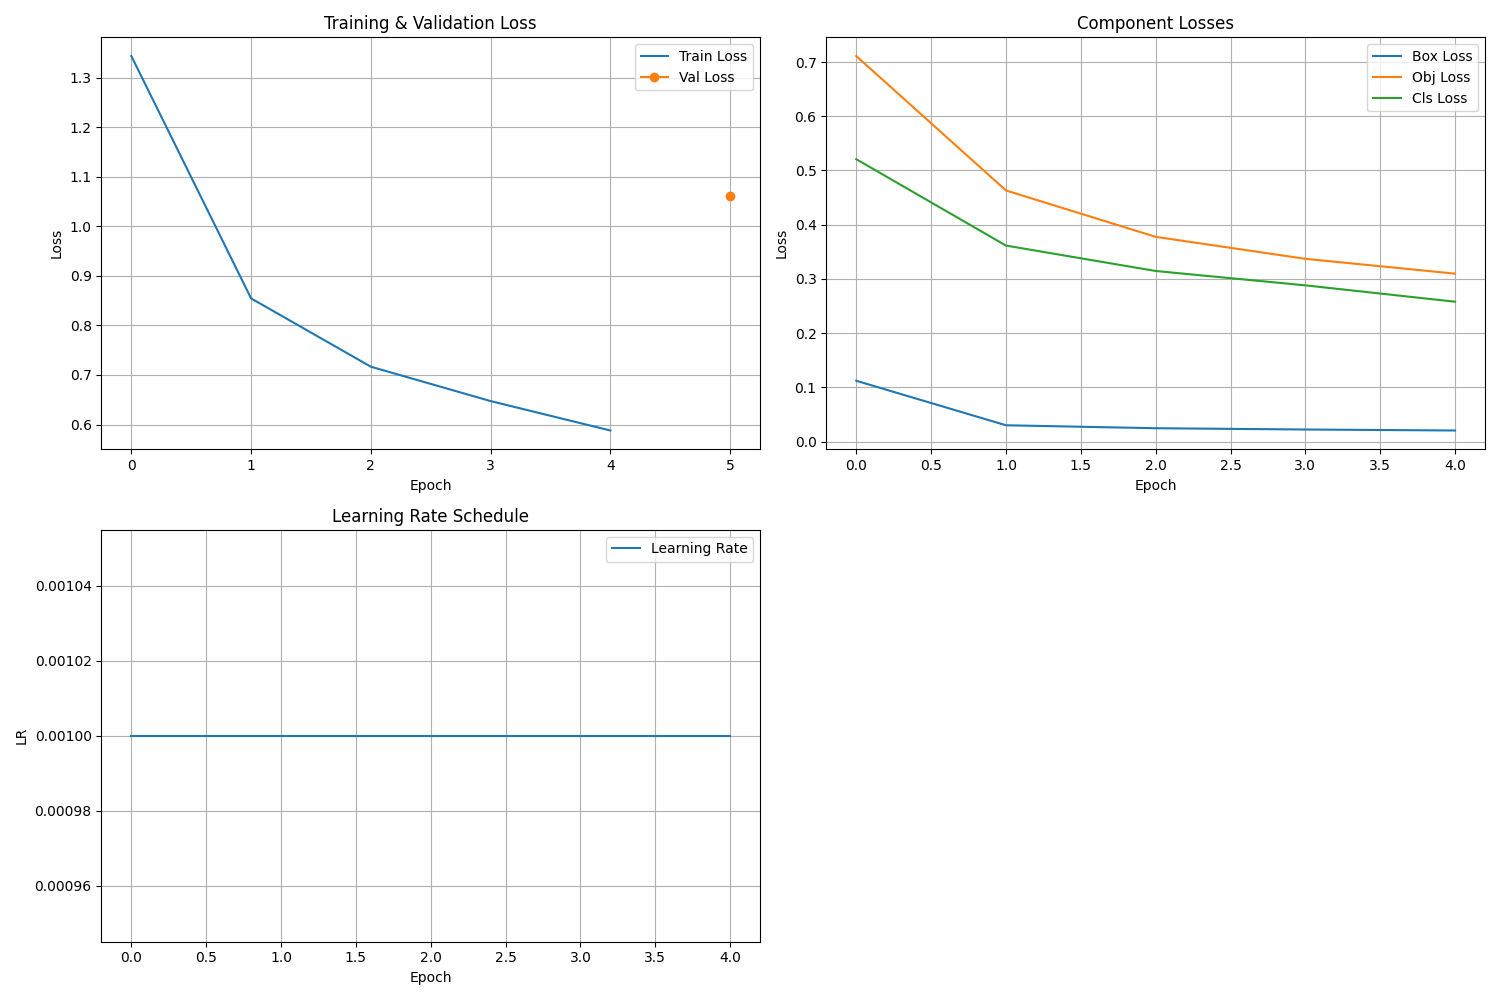 Training & Validation Loss
Train Loss
Val Loss
1.3
1.2
1.1
1.0
0.9
0.8
0.7
0.6
Loss
0 1 2 3 4 5
Epoch
Component Losses
Box Loss
Obj Loss
Cls Loss
0.7
0.6
0.5
0.4
0.3
0.2
0.1
0.0
Loss
0.0 0.5 1.0 1.5 2.0 2.5 3.0 3.5 4.0
Epoch
Learning Rate Schedule
Learning Rate
0.00104
0.00102
0.00100
0.00098
0.00096
LR
0.0 0.5 1.0 1.5 2.0 2.5 3.0 3.5 4.0
Epoch